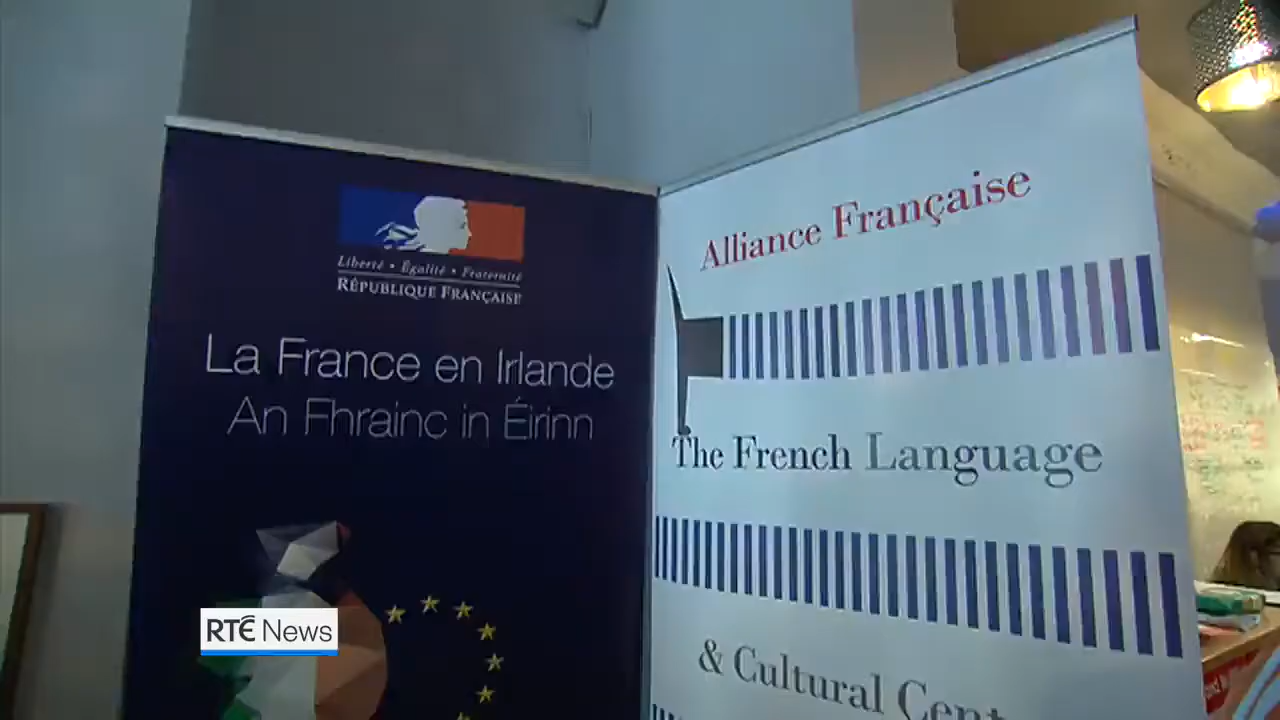 Liberté • Égalité • Fraternité
RÉPUBLIQUE FRANÇAISE
La France en Irlande
An Fhrainc in Éirinn
Alliance Française
The French Language
& Cultural Cent
RTÉ News